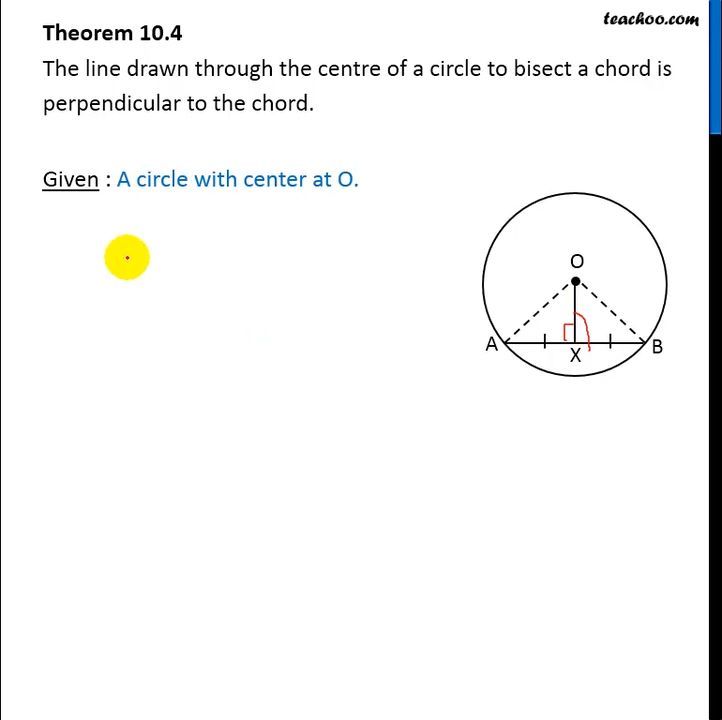 teachoo.com
Theorem 10.4
The line drawn through the centre of a circle to bisect a chord is
perpendicular to the chord.
Given : A circle with center at O.
O
A
X
B